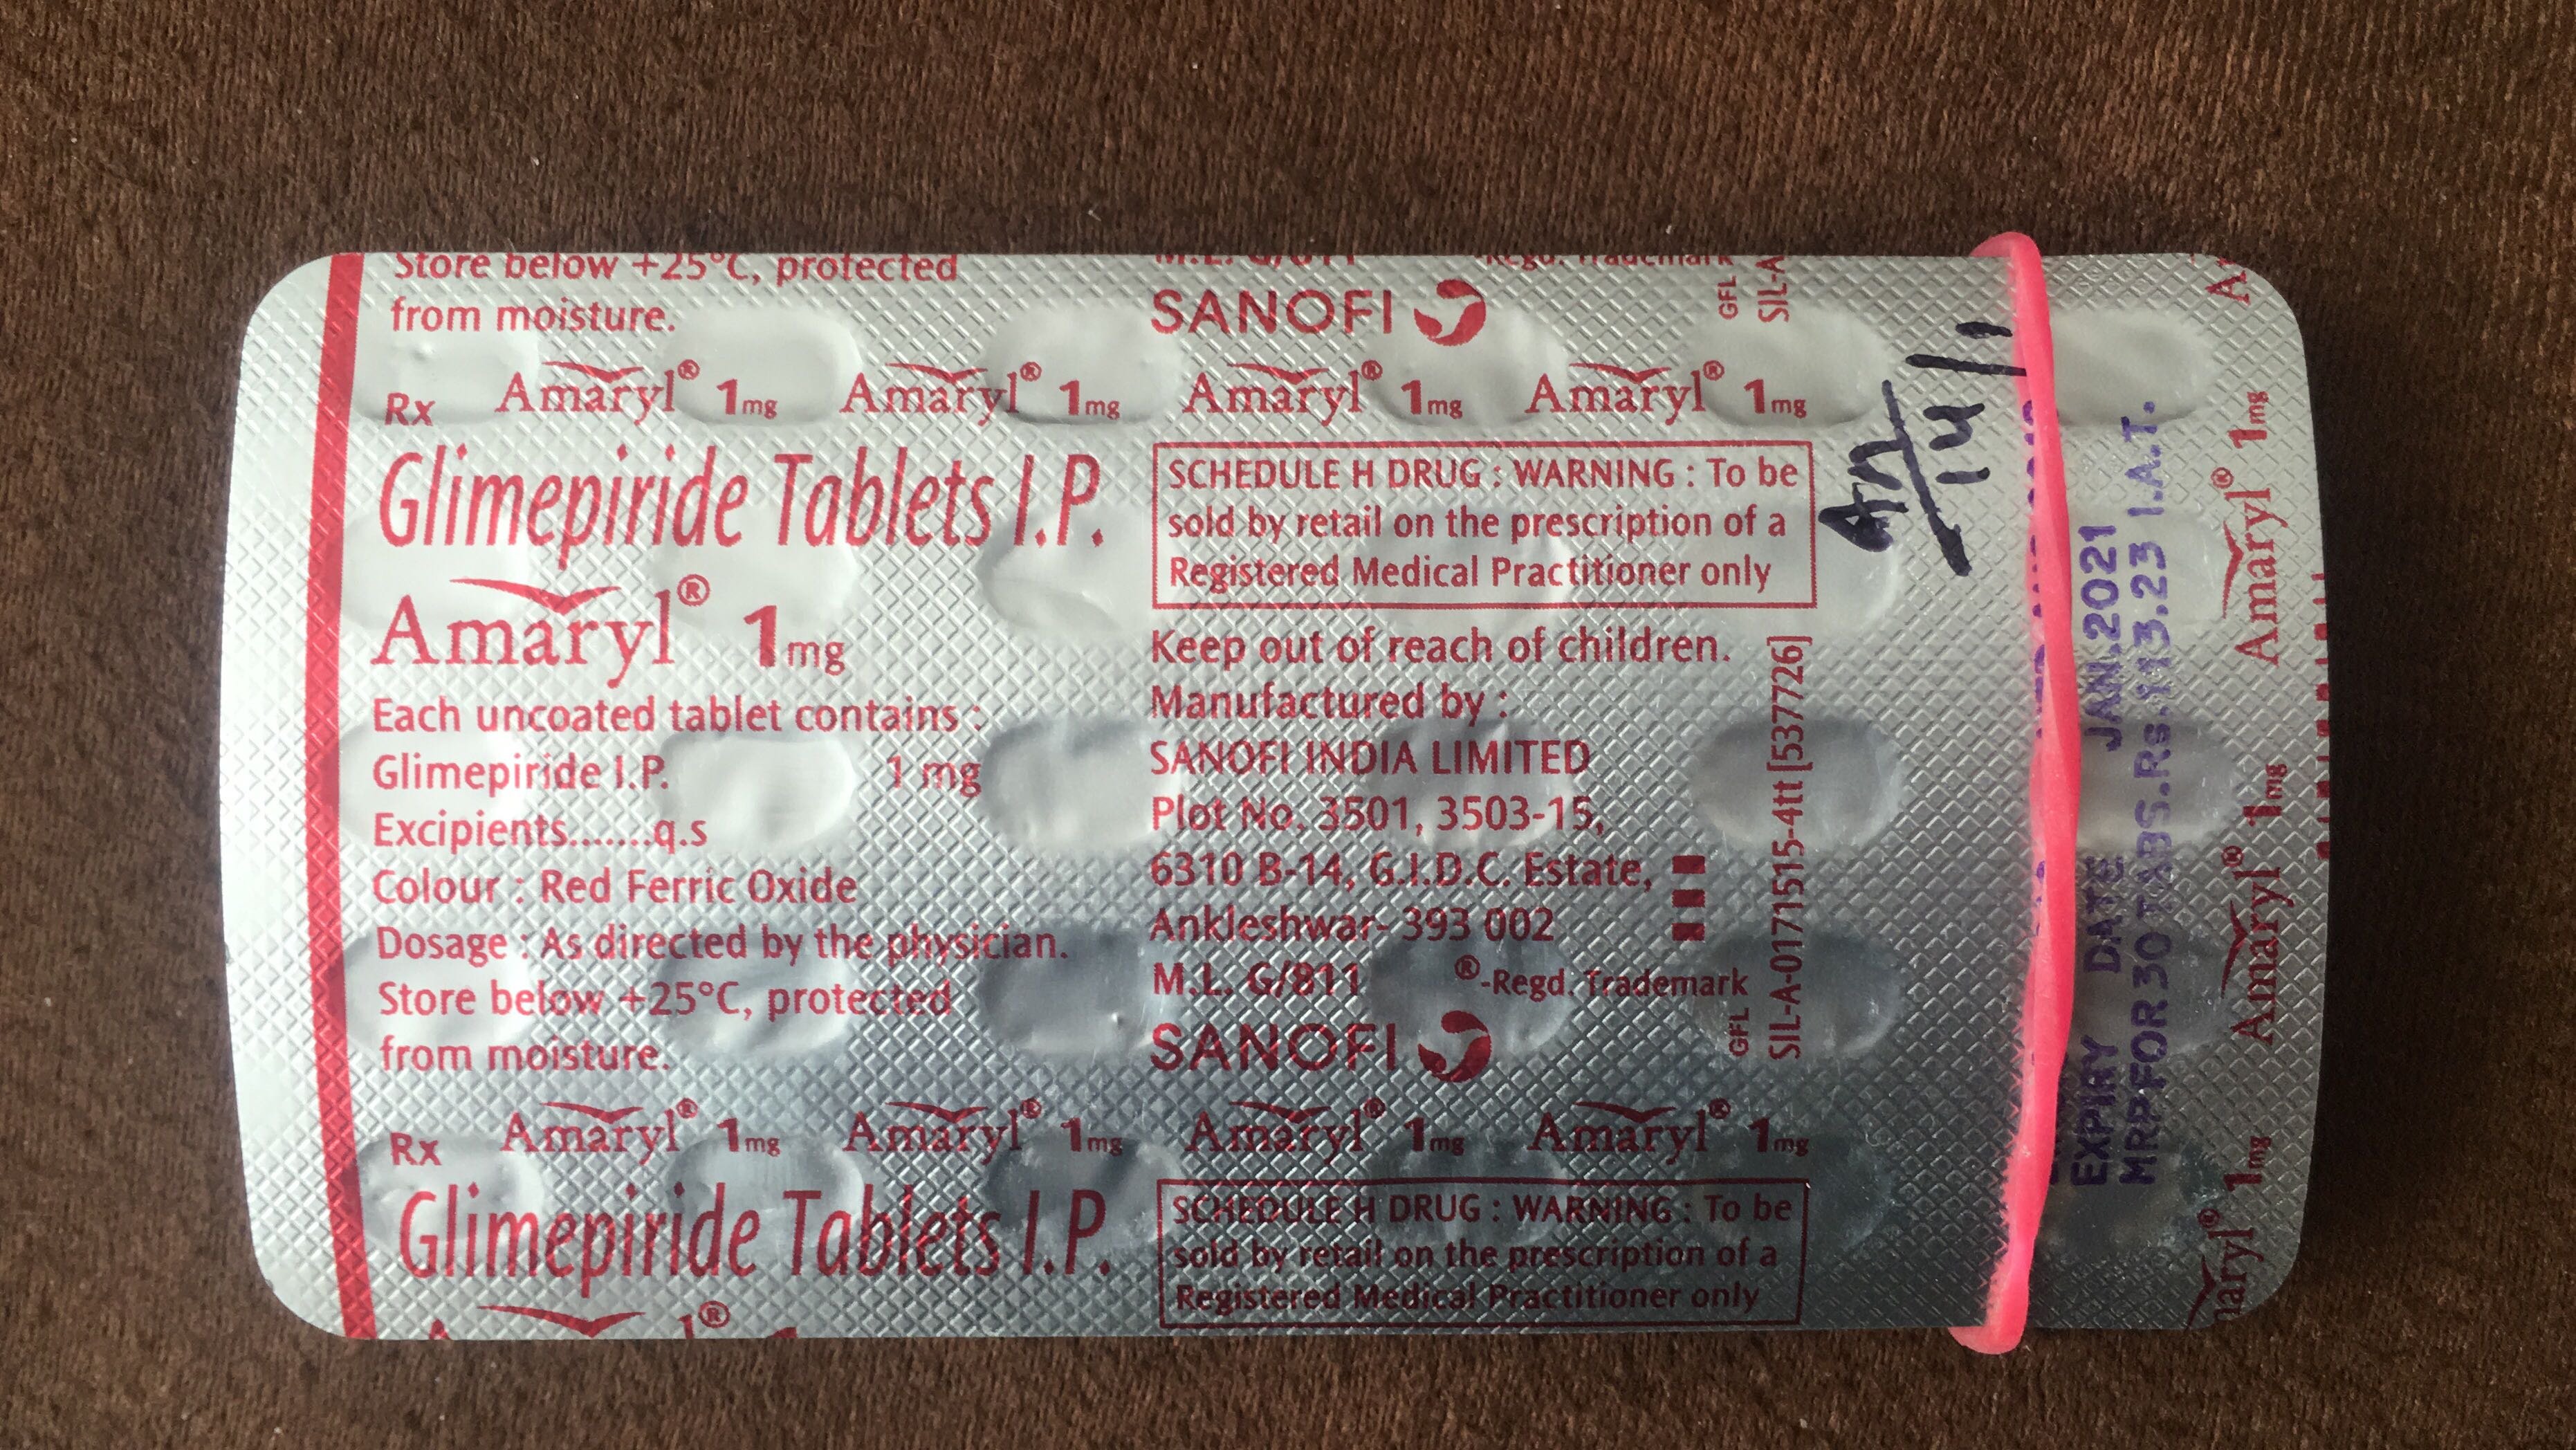 Store below +25°C, protected
from moisture.
SANOFI
GFL
SIL-A
Rx Amaryl® 1mg Amaryl® 1mg Amaryl® 1mg Amaryl® 1mg
Glimepiride Tablets I.P.
Amaryl® 1mg
Each uncoated tablet contains :
Glimepiride I.P. 1 mg
Excipients.......q.s
Colour : Red Ferric Oxide
Dosage : As directed by the physician.
Store below +25°C, protected
from moisture.
SCHEDULE H DRUG : WARNING : To be
sold by retail on the prescription of a
Registered Medical Practitioner only
Keep out of reach of children.
Manufactured by :
SANOFI INDIA LIMITED
Plot No. 3501, 3503-15,
6310 B-14, G.I.D.C. Estate,
Ankleshwar- 393 002
M.L. G/811 ®-Regd. Trademark
SANOFI
GFL
SIL-A-0171515-4tt [537726]
Rx Amaryl® 1mg Amaryl® 1mg Amaryl® 1mg Amaryl® 1mg
Glimepiride Tablets I.P.
SCHEDULE H DRUG : WARNING : To be
sold by retail on the prescription of a
Registered Medical Practitioner only
14/1
EXPIRY DATE JAN.2021
MRP FOR 30 TABS.Rs.113.23 I.A.T.
maryl® 1mg Amaryl® 1mg Amaryl® 1mg A